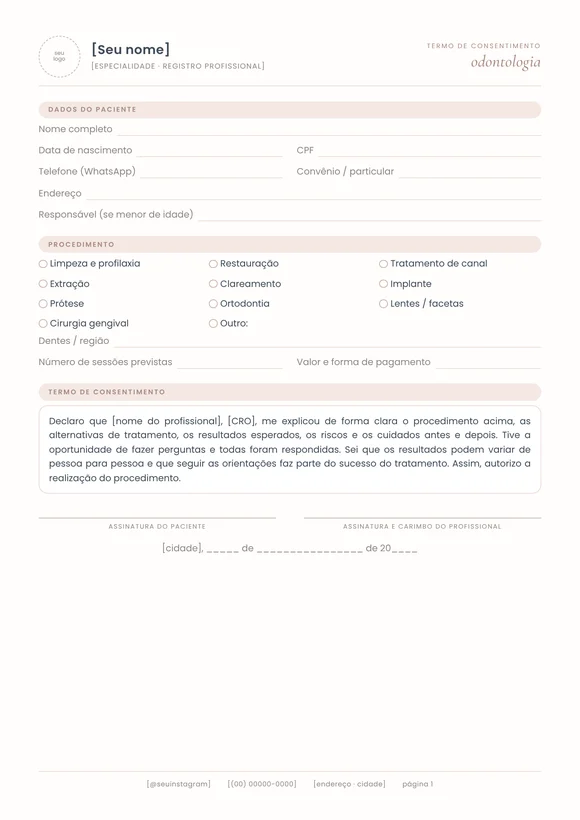 seu
logo
[Seu nome]
[ESPECIALIDADE · REGISTRO PROFISSIONAL]
TERMO DE CONSENTIMENTO
odontologia
DADOS DO PACIENTE
Nome completo
Data de nascimento
CPF
Telefone (WhatsApp)
Convênio / particular
Endereço
Responsável (se menor de idade)
PROCEDIMENTO
Limpeza e profilaxia
Restauração
Tratamento de canal
Extração
Clareamento
Implante
Prótese
Ortodontia
Lentes / facetas
Cirurgia gengival
Outro:
Dentes / região
Número de sessões previstas
Valor e forma de pagamento
TERMO DE CONSENTIMENTO
Declaro que [nome do profissional], [CRO], me explicou de forma clara o procedimento acima, as
alternativas de tratamento, os resultados esperados, os riscos e os cuidados antes e depois. Tive a
oportunidade de fazer perguntas e todas foram respondidas. Sei que os resultados podem variar de
pessoa para pessoa e que seguir as orientações faz parte do sucesso do tratamento. Assim, autorizo a
realização do procedimento.
ASSINATURA DO PACIENTE
ASSINATURA E CARIMBO DO PROFISSIONAL
[cidade], _____ de ________________ de 20____
[@seuinstagram] [(00) 00000-0000] [endereço · cidade] página 1